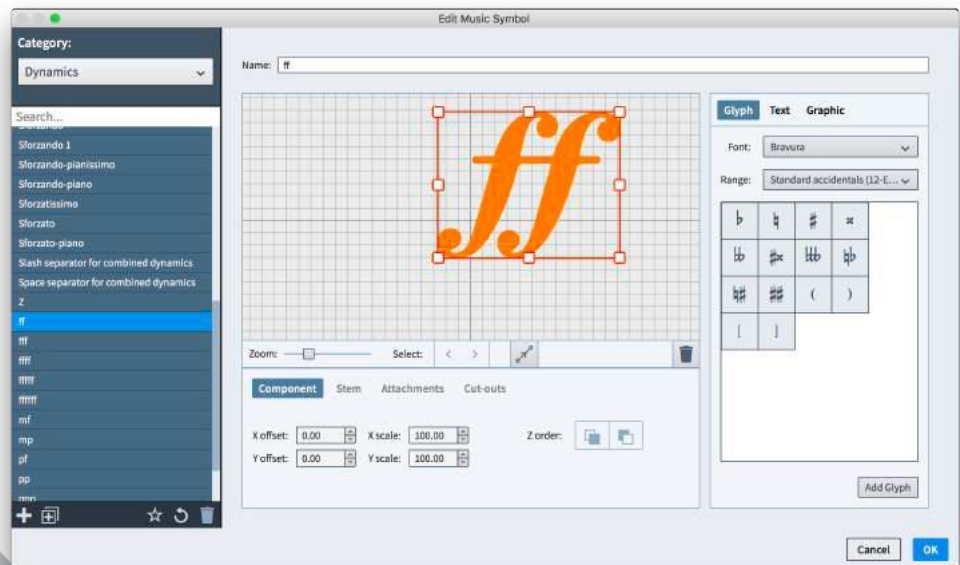 Edit Music Symbol
Category:
Dynamics
Search...
Sforzando 1
Sforzando-pianissimo
Sforzando-piano
Sforzatissimo
Sforzato
Sforzato-piano
Slash separator for combined dynamics
Space separator for combined dynamics
Z
ff
fff
ffff
fffff
ffffff
mf
mp
pf
pp
Name: ff
ff
Zoom: Select: < >
Component Stem Attachments Cut-outs
X offset: 0.00 X scale: 100.00 Z order:
Y offset: 0.00 Y scale: 100.00
Glyph Text Graphic
Font: Bravura
Range: Standard accidentals (12-E...
♭ ♮ ♯ 𝄪
( )
[ ]
Add Glyph
Cancel OK